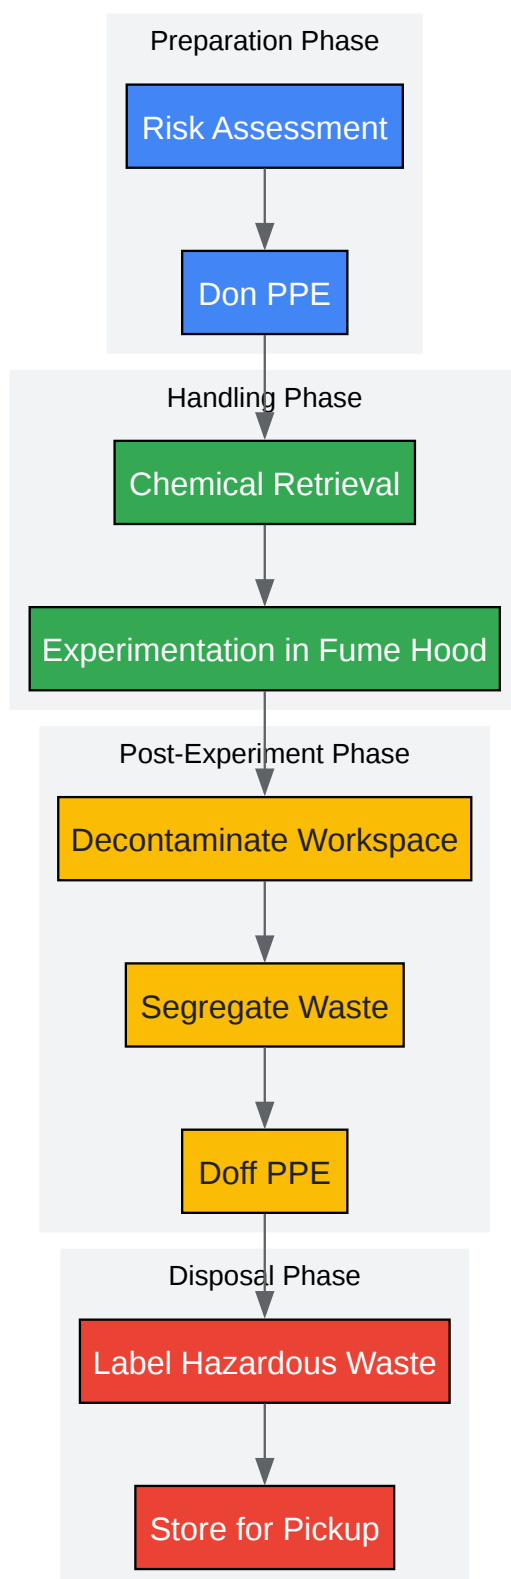 Preparation Phase
Risk Assessment
Don PPE
Handling Phase
Chemical Retrieval
Experimentation in Fume Hood
Post-Experiment Phase
Decontaminate Workspace
Segregate Waste
Doff PPE
Disposal Phase
Label Hazardous Waste
Store for Pickup